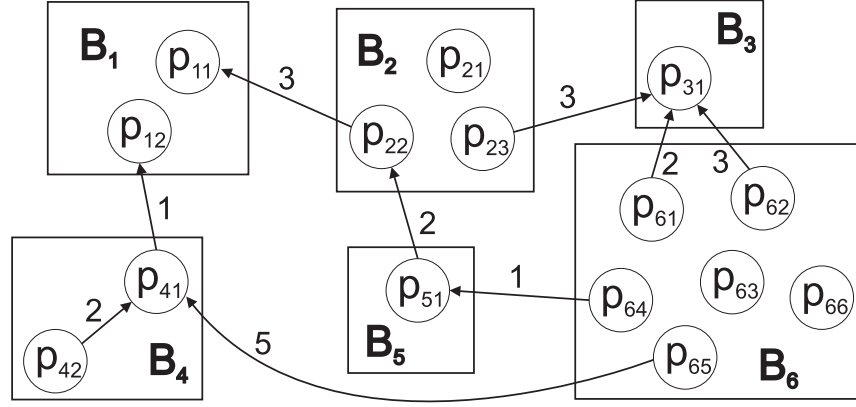 B₁
p₁₁
p₁₂
3
B₂
p₂₁
p₂₂
p₂₃
3
B₃
p₃₁
2
3
1
2
p₆₁
p₆₂
p₆₃
p₆₄
p₆₅
p₆₆
B₆
1
p₅₁
B₅
p₄₁
2
p₄₂
B₄
5